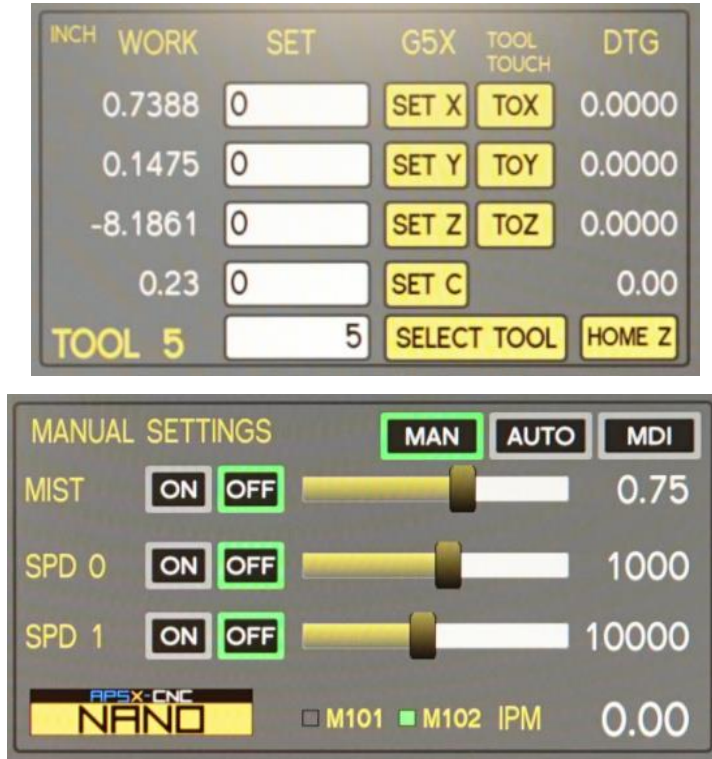 INCH WORK SET G5X TOOL TOUCH DTG
0.7388 0 SET X TOX 0.0000
0.1475 0 SET Y TOY 0.0000
-8.1861 0 SET Z TOZ 0.0000
0.23 0 SET C 0.00
TOOL 5 5 SELECT TOOL HOME Z
MANUAL SETTINGS MAN AUTO MDI
MIST ON OFF 0.75
SPD 0 ON OFF 1000
SPD 1 ON OFF 10000
APSX-CNC
NANO M101 M102 IPM 0.00